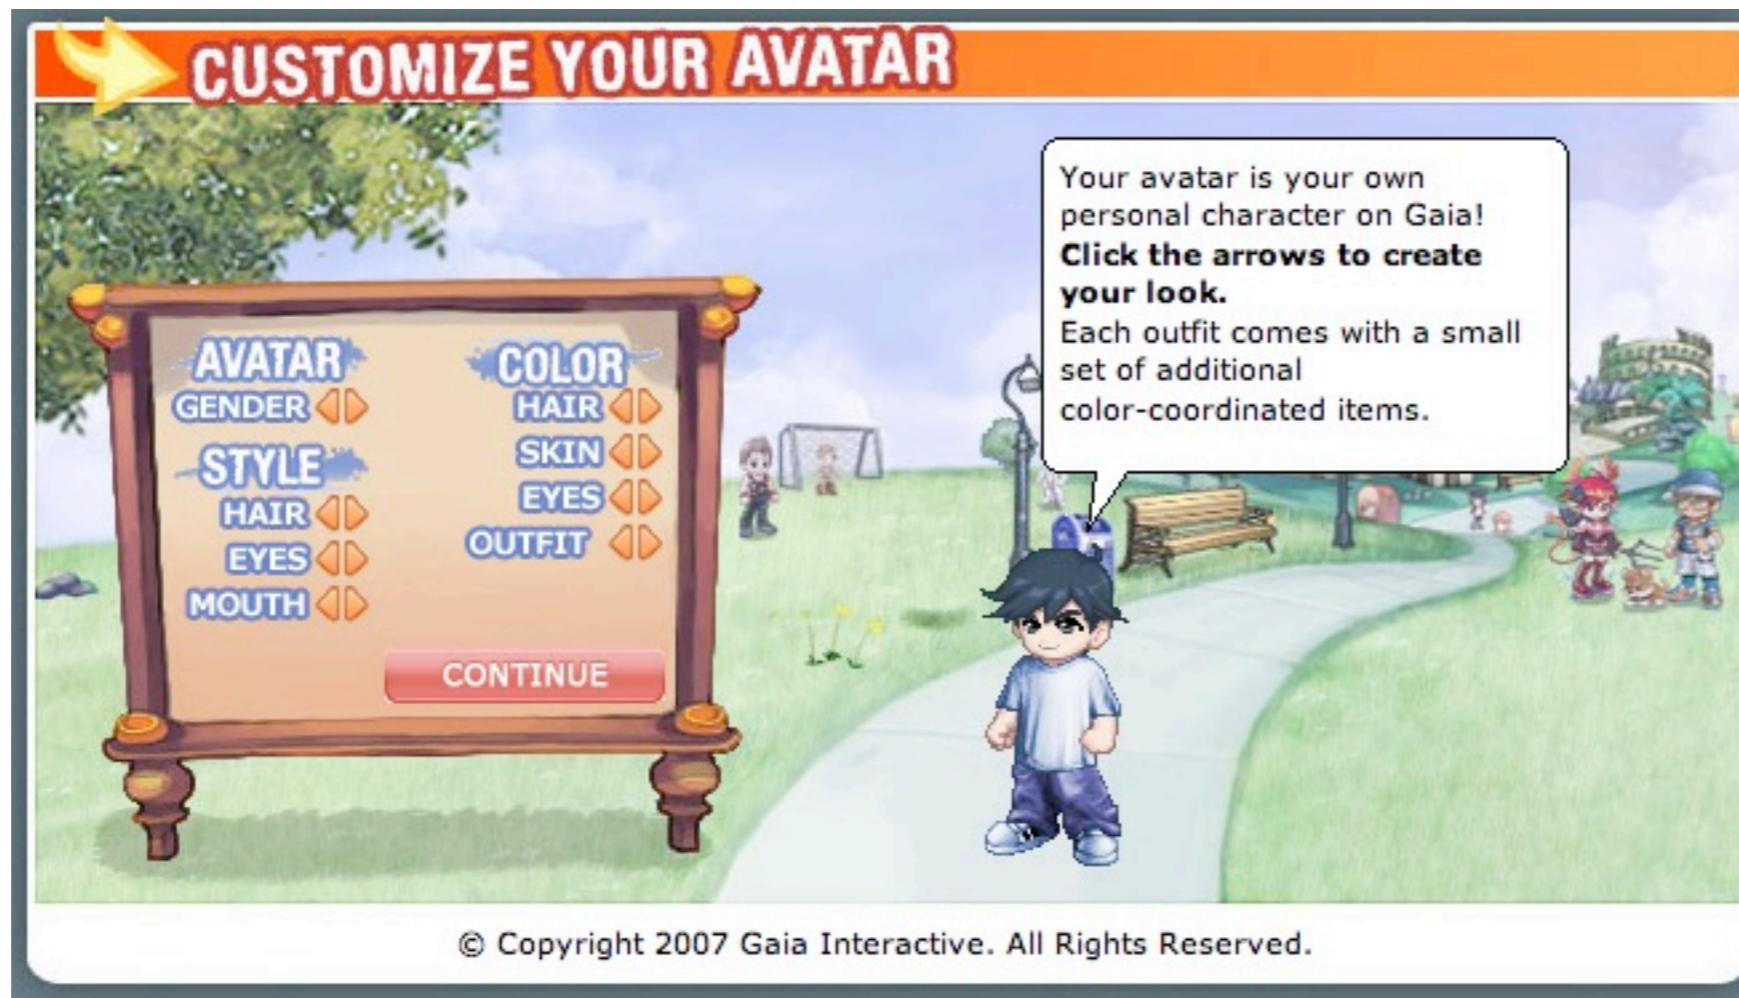 CUSTOMIZE YOUR AVATAR
Your avatar is your own
personal character on Gaia!
Click the arrows to create
your look.
Each outfit comes with a small
set of additional
color-coordinated items.
AVATAR
GENDER
STYLE
HAIR
EYES
MOUTH
COLOR
HAIR
SKIN
EYES
OUTFIT
CONTINUE
© Copyright 2007 Gaia Interactive. All Rights Reserved.